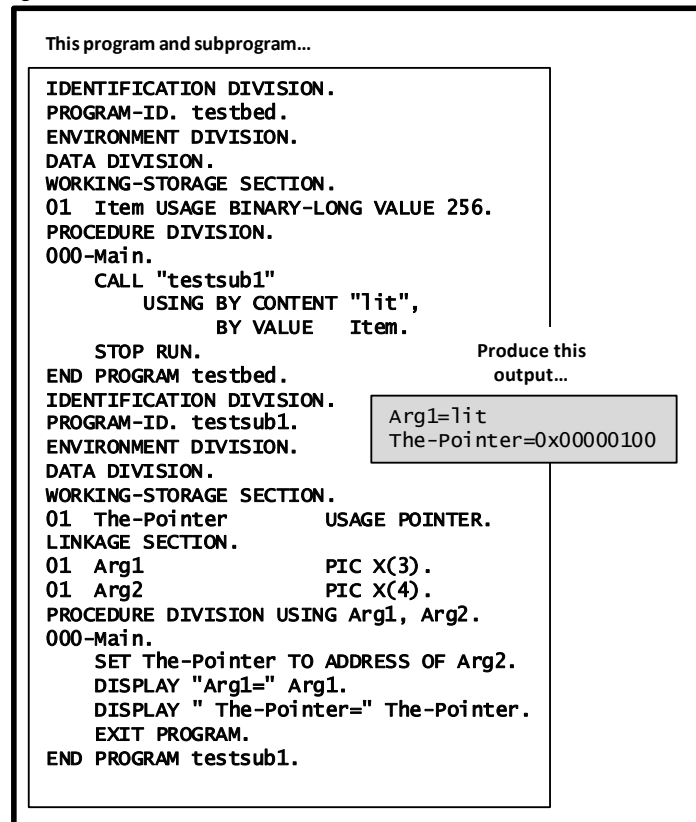 This program and subprogram…
IDENTIFICATION DIVISION.
PROGRAM-ID. testbed.
ENVIRONMENT DIVISION.
DATA DIVISION.
WORKING-STORAGE SECTION.
01  Item USAGE BINARY-LONG VALUE 256.
PROCEDURE DIVISION.
000-Main.
    CALL "testsub1"
        USING BY CONTENT "lit",
              BY VALUE   Item.
    STOP RUN.
END PROGRAM testbed.
IDENTIFICATION DIVISION.
PROGRAM-ID. testsub1.
ENVIRONMENT DIVISION.
DATA DIVISION.
WORKING-STORAGE SECTION.
01  The-Pointer        USAGE POINTER.
LINKAGE SECTION.
01  Arg1               PIC X(3).
01  Arg2               PIC X(4).
PROCEDURE DIVISION USING Arg1, Arg2.
000-Main.
    SET The-Pointer TO ADDRESS OF Arg2.
    DISPLAY "Arg1=" Arg1.
    DISPLAY " The-Pointer=" The-Pointer.
    EXIT PROGRAM.
END PROGRAM testsub1.
Produce this
output…
Arg1=lit
The-Pointer=0x00000100